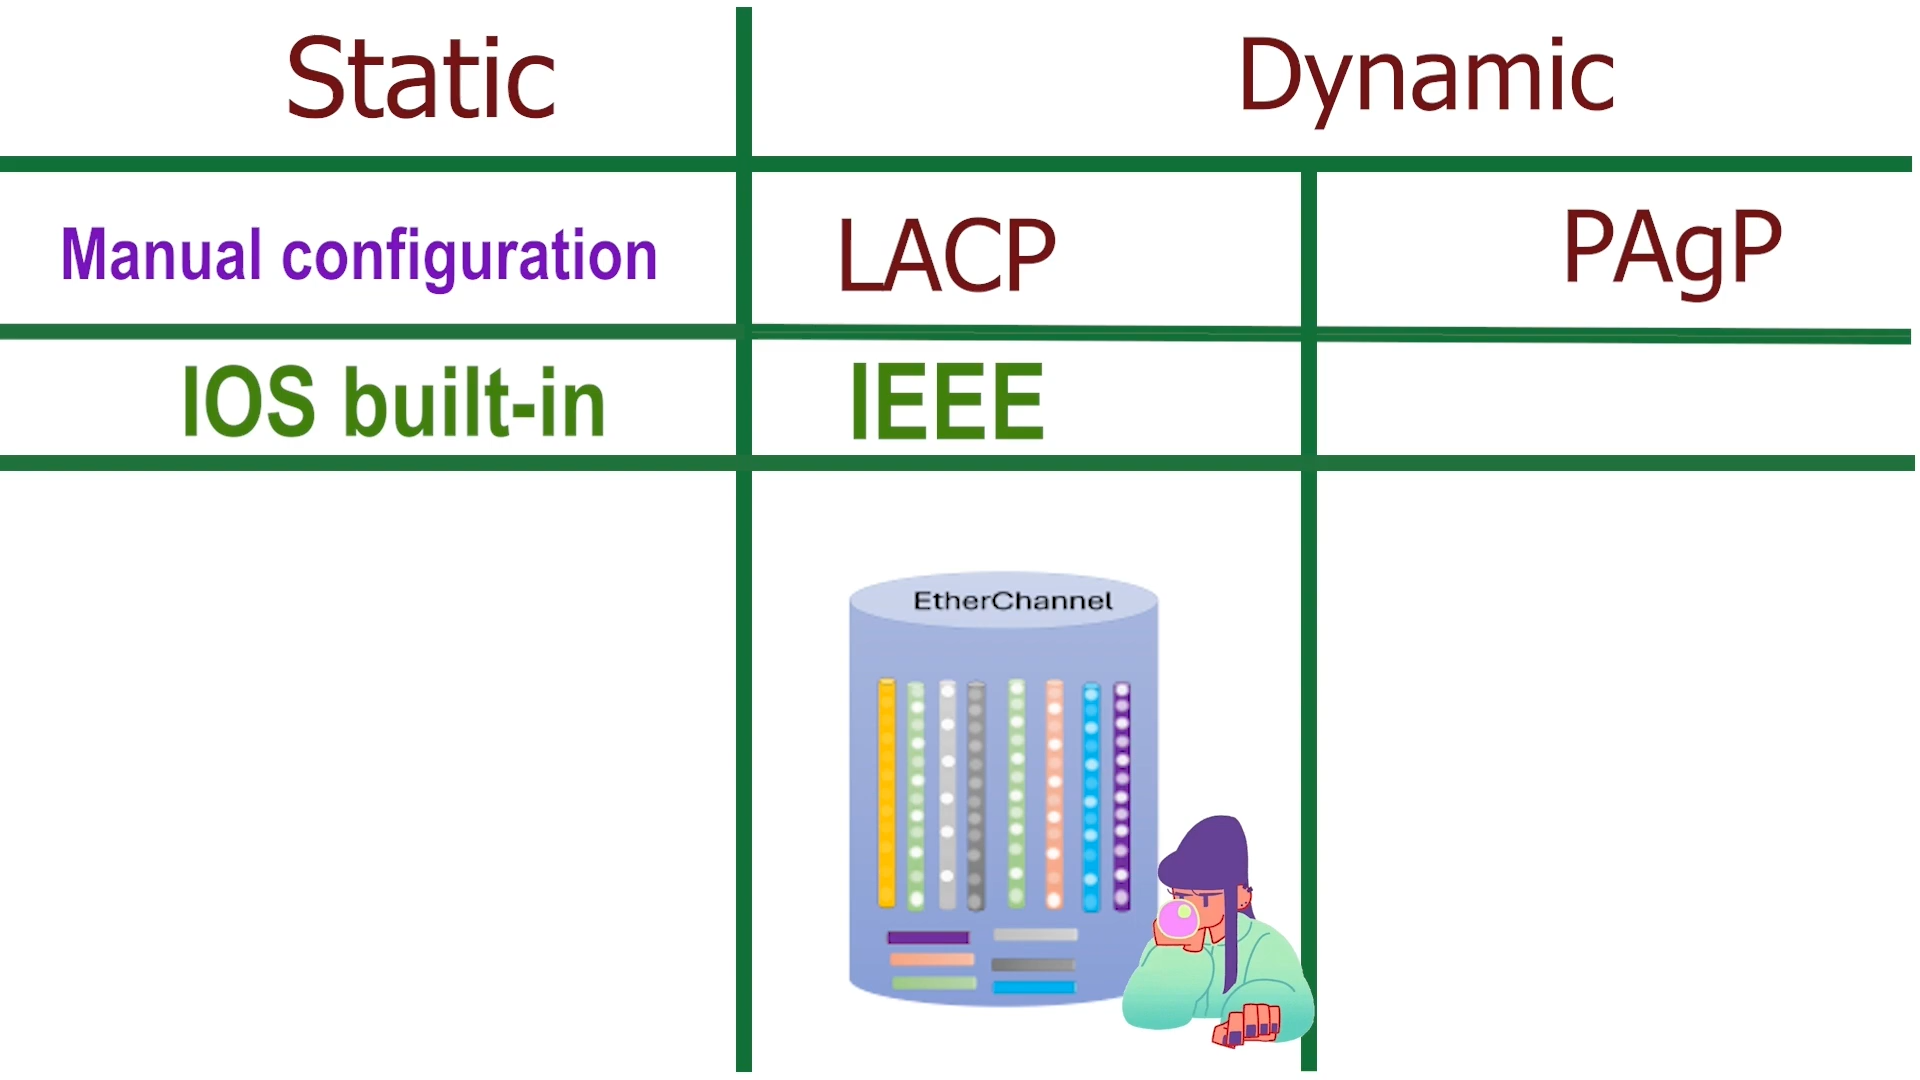 Static
Dynamic
Manual configuration
LACP
PAgP
IOS built-in
IEEE
EtherChannel